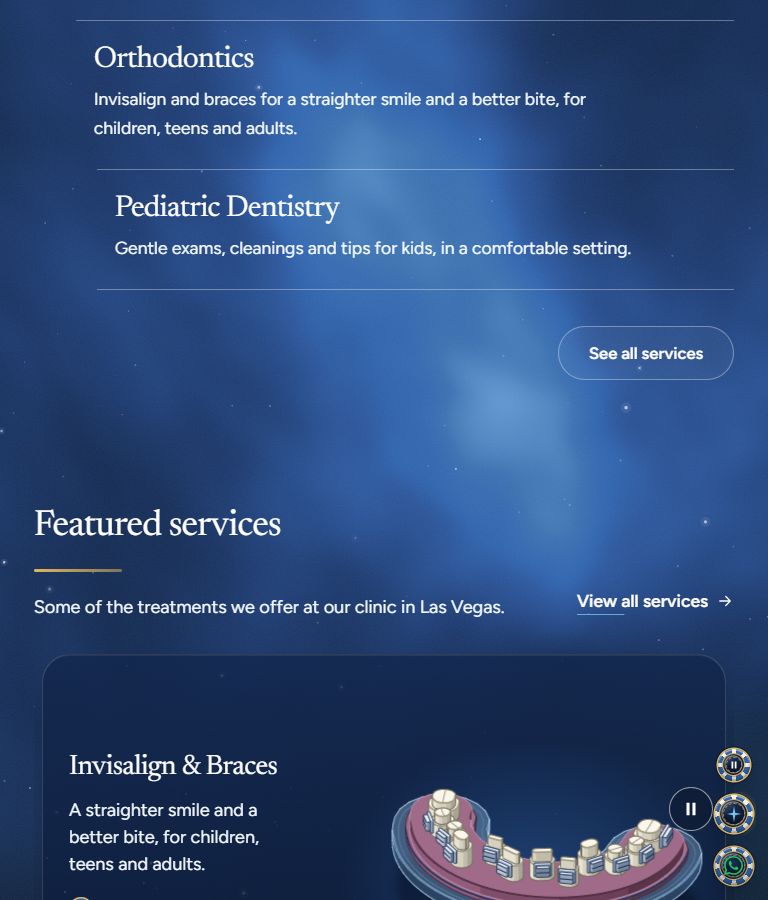 Orthodontics
Invisalign and braces for a straighter smile and a better bite, for
children, teens and adults.
Pediatric Dentistry
Gentle exams, cleanings and tips for kids, in a comfortable setting.
See all services
Featured services
Some of the treatments we offer at our clinic in Las Vegas.
View all services →
Invisalign & Braces
A straighter smile and a
better bite, for children,
teens and adults.